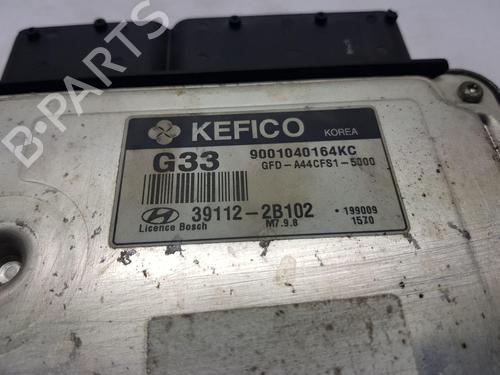 B-PARTS
KEFICO KOREA
G33 9001040164KC
GFD-A44CFS1-5000
39112-2B102 • 199009
Licence Bosch M7.9.8 1570